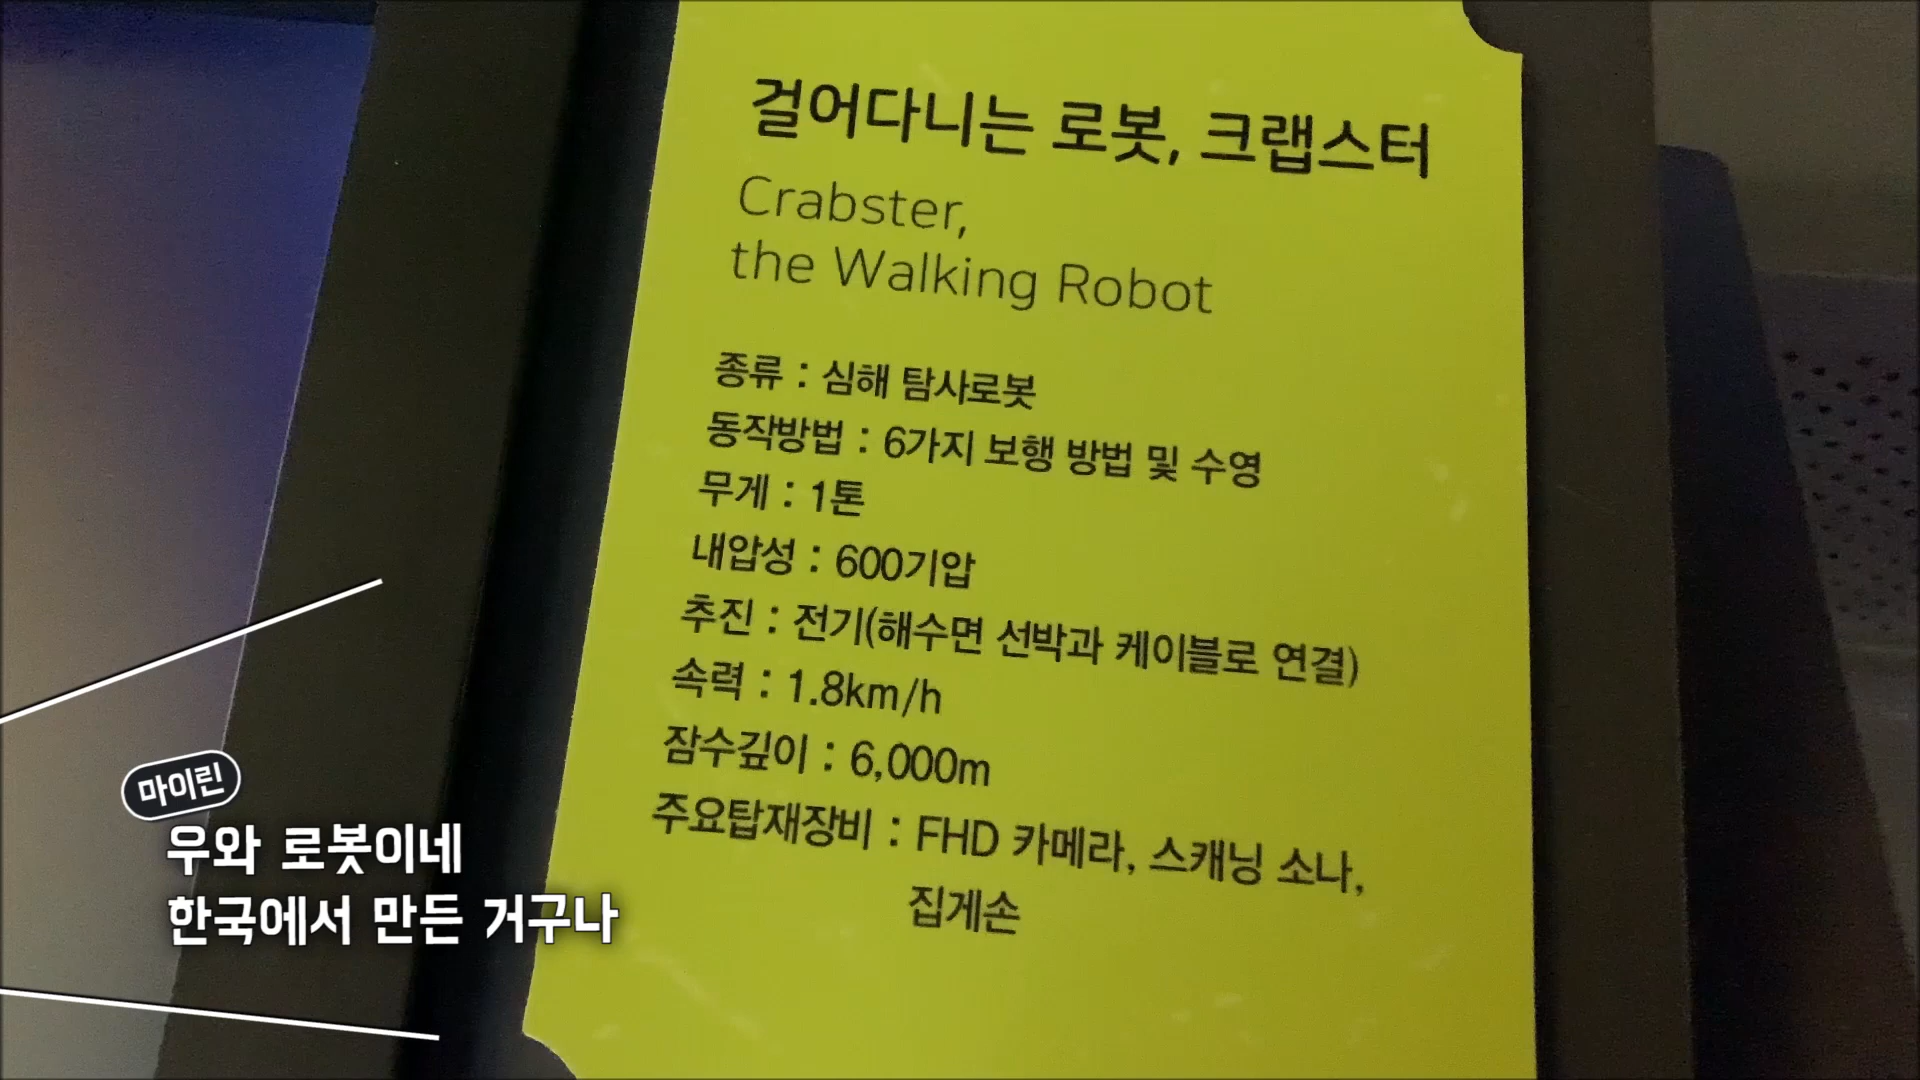 걸어다니는 로봇, 크랩스터
Crabster,
the Walking Robot
종류 : 심해 탐사로봇
동작방법 : 6가지 보행 방법 및 수영
무게 : 1톤
내압성 : 600기압
추진 : 전기(해수면 선박과 케이블로 연결)
속력 : 1.8km/h
잠수깊이 : 6,000m
주요탑재장비 : FHD 카메라, 스캐닝 소나,
집게손
마이린
우와 로봇이네
한국에서 만든 거구나